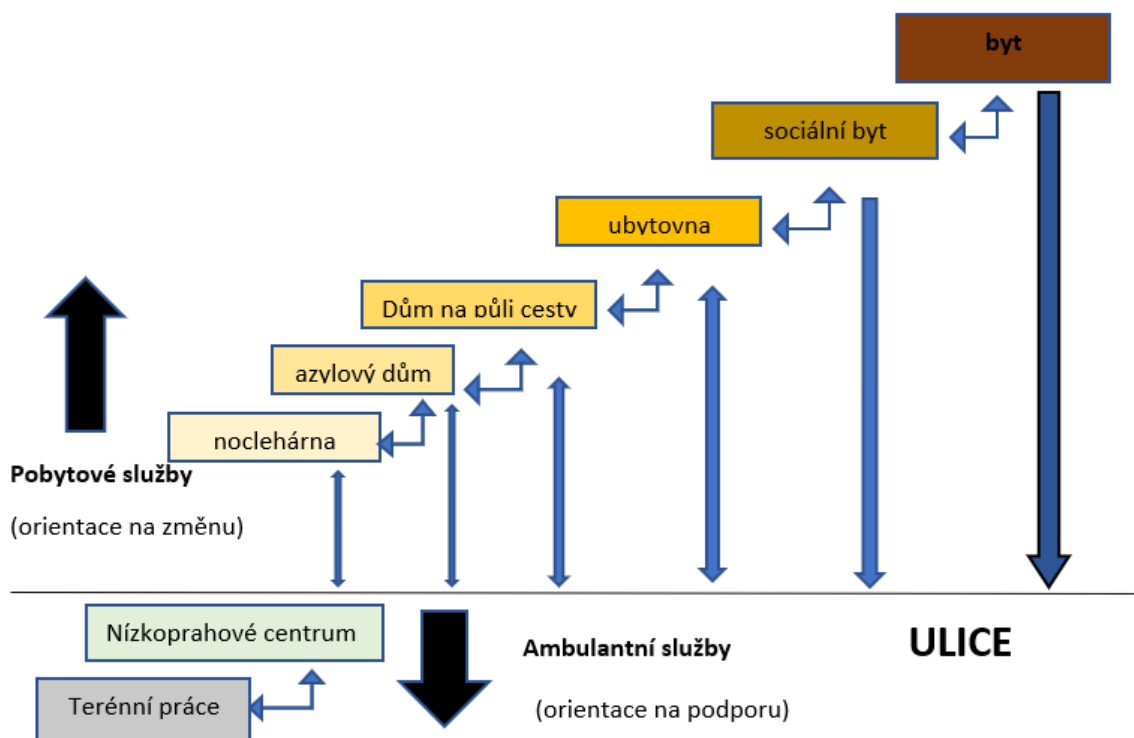 byt
sociální byt
ubytovna
Dům na půli cesty
azylový dům
noclehárna
Pobytové služby
(orientace na změnu)
Nízkoprahové centrum
Ambulantní služby
ULICE
Terénní práce
(orientace na podporu)